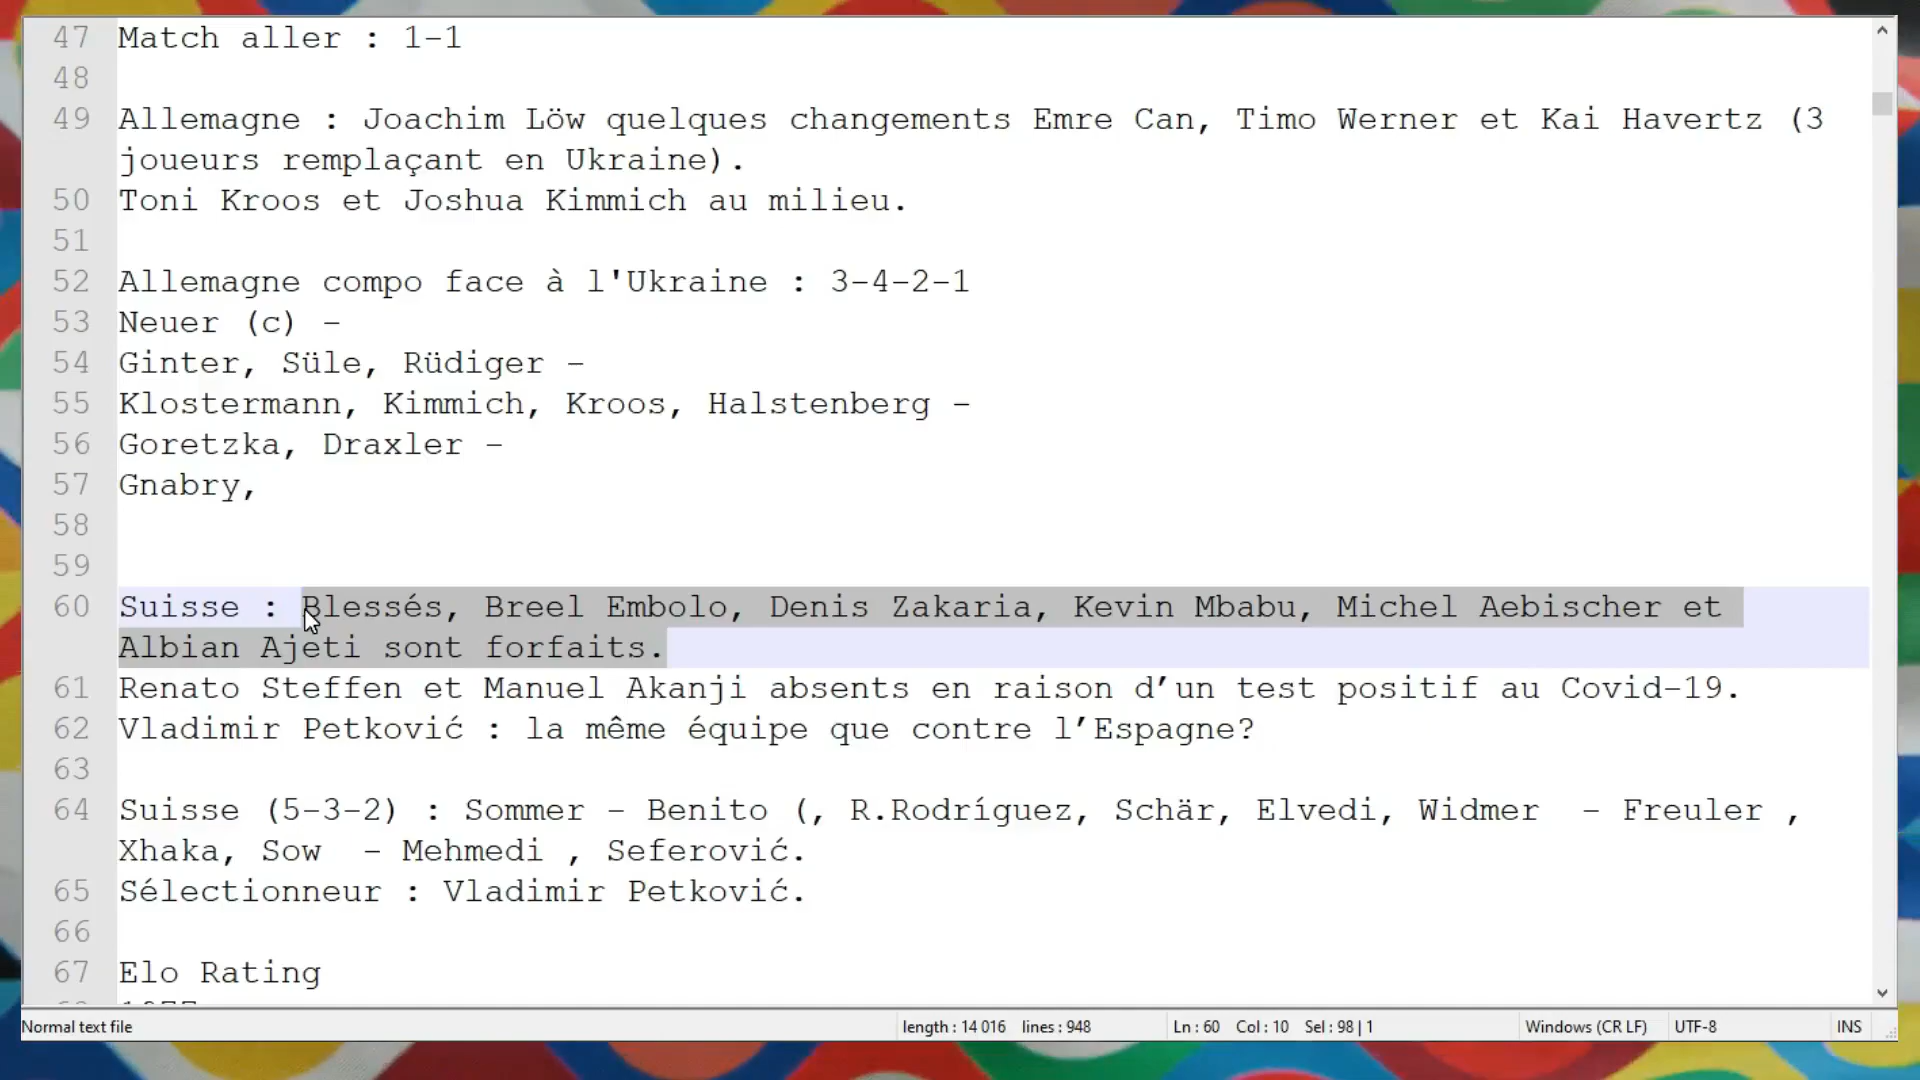 47 Match aller : 1-1
48
49 Allemagne : Joachim Löw quelques changements Emre Can, Timo Werner et Kai Havertz (3
joueurs remplaçant en Ukraine).
50 Toni Kroos et Joshua Kimmich au milieu.
51
52 Allemagne compo face à l'Ukraine : 3-4-2-1
53 Neuer (c) -
54 Ginter, Süle, Rüdiger -
55 Klostermann, Kimmich, Kroos, Halstenberg -
56 Goretzka, Draxler -
57 Gnabry,
58
59
60 Suisse : Blessés, Breel Embolo, Denis Zakaria, Kevin Mbabu, Michel Aebischer et
Albian Ajeti sont forfaits.
61 Renato Steffen et Manuel Akanji absents en raison d’un test positif au Covid-19.
62 Vladimir Petković : la même équipe que contre l’Espagne?
63
64 Suisse (5-3-2) : Sommer - Benito (, R.Rodríguez, Schär, Elvedi, Widmer  - Freuler ,
Xhaka, Sow  - Mehmedi , Seferović.
65 Sélectionneur : Vladimir Petković.
66
67 Elo Rating
Normal text file length : 14 016 lines : 948 Ln : 60 Col : 10 Sel : 98 | 1 Windows (CR LF) UTF-8 INS